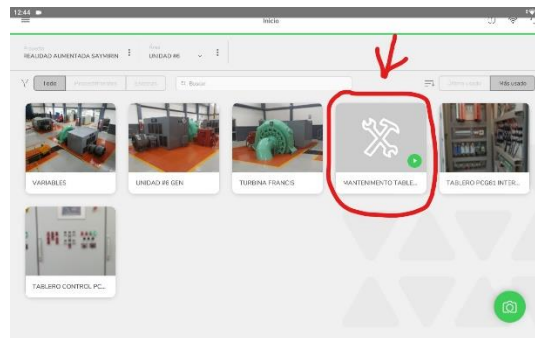 12:44
Inicio
REALIDAD AUMENTADA SAYMIRIN
UNIDAD #6
Todo
Buscar
Más usado
VARIABLES
UNIDAD #6 GEN
TURBINA FRANCIS
MANTENIMIENTO TABLE...
TABLERO PCG61 INTER...
TABLERO CONTROL PC...